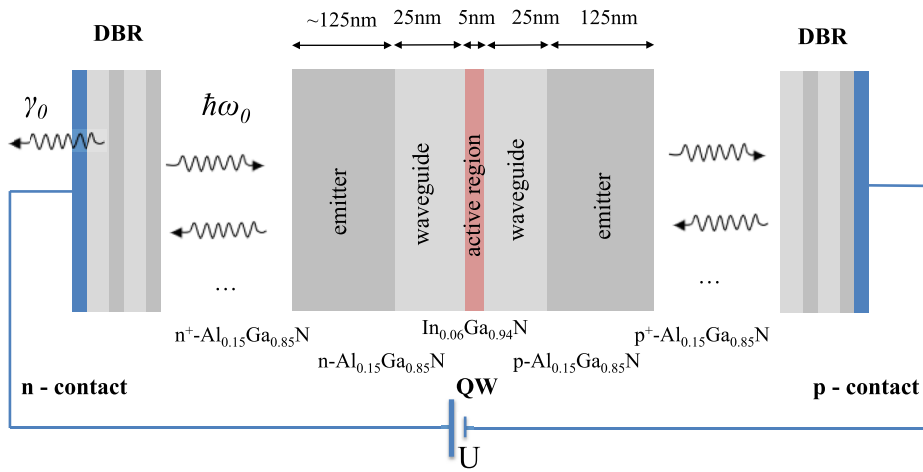 ~125nm 25nm 5nm 25nm 125nm
DBR DBR
γ₀ ħω₀
emitter
waveguide
active region
waveguide
emitter
... ...
n⁺-Al₀.₁₅Ga₀.₈₅N In₀.₀₆Ga₀.₉₄N p⁺-Al₀.₁₅Ga₀.₈₅N
n-Al₀.₁₅Ga₀.₈₅N p-Al₀.₁₅Ga₀.₈₅N
n - contact QW p - contact
U